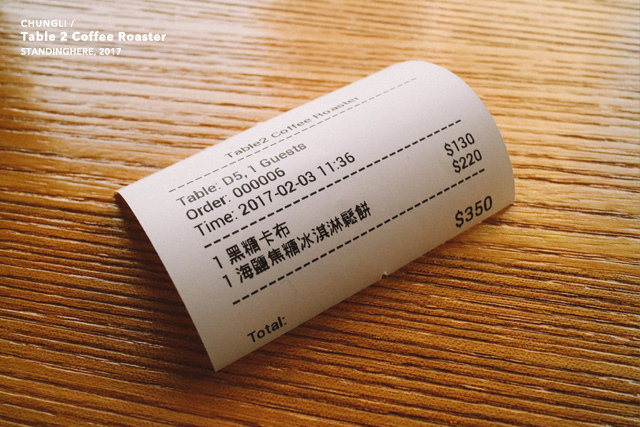 CHUNGLI /
Table 2 Coffee Roaster
STANDINGHERE, 2017
Table2 Coffee Roaster
Table: D5, 1 Guests
Order: 000006
Time: 2017-02-03 11:36
1 黑糖卡布 $130
1 海鹽焦糖冰淇淋鬆餅 $220
Total: $350